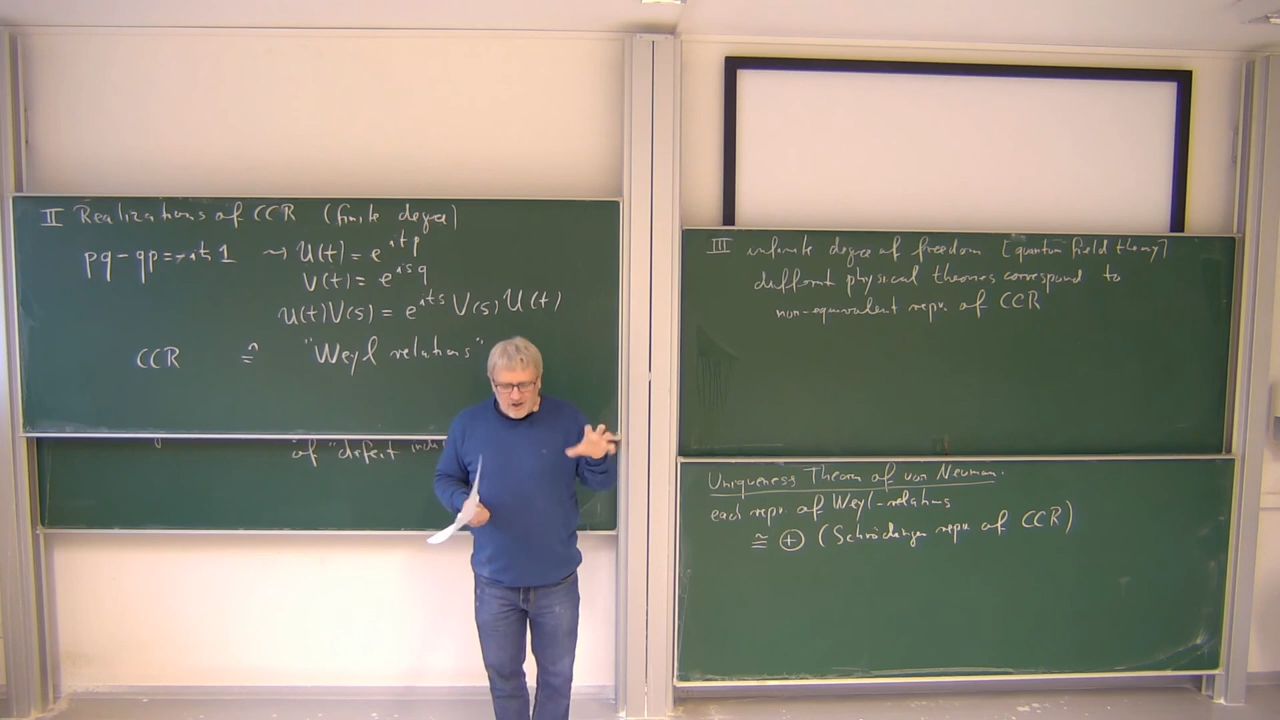 II Realizations of CCR (finite degree)
pq - qp = -iħ 1 ⇝ U(t) = e^{itp}
V(t) = e^{isq}
U(t)V(s) = e^{its} V(s) U(t)
CCR ≙ "Weyl relations"
of "defect
III infinite degree of freedom [quantum field theory]
different physical theories correspond to
non-equivalent repr. of CCR
Uniqueness Theorem of von Neuman.
each repr. of Weyl-relations
≅ ⊕ (Schrödinger repr. of CCR)